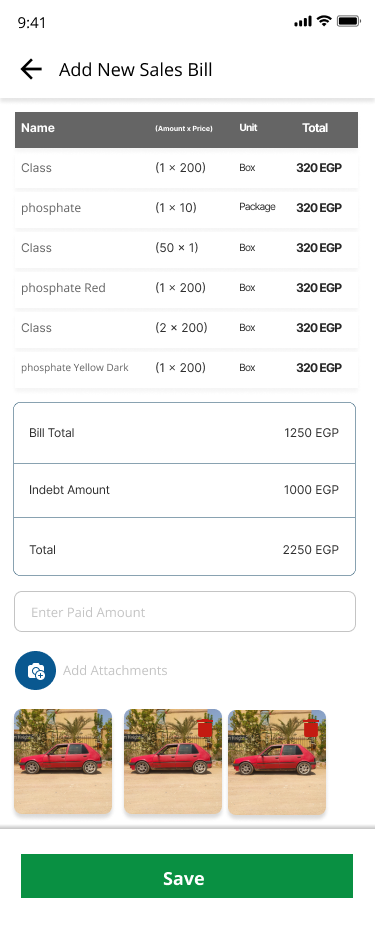 9:41
Add New Sales Bill
Name (Amount x Price) Unit Total
Class (1 × 200) Box 320 EGP
phosphate (1 × 10) Package 320 EGP
Class (50 × 1) Box 320 EGP
phosphate Red (1 × 200) Box 320 EGP
Class (2 × 200) Box 320 EGP
phosphate Yellow Dark (1 × 200) Box 320 EGP
Bill Total 1250 EGP
Indebt Amount 1000 EGP
Total 2250 EGP
Enter Paid Amount
Add Attachments
Save